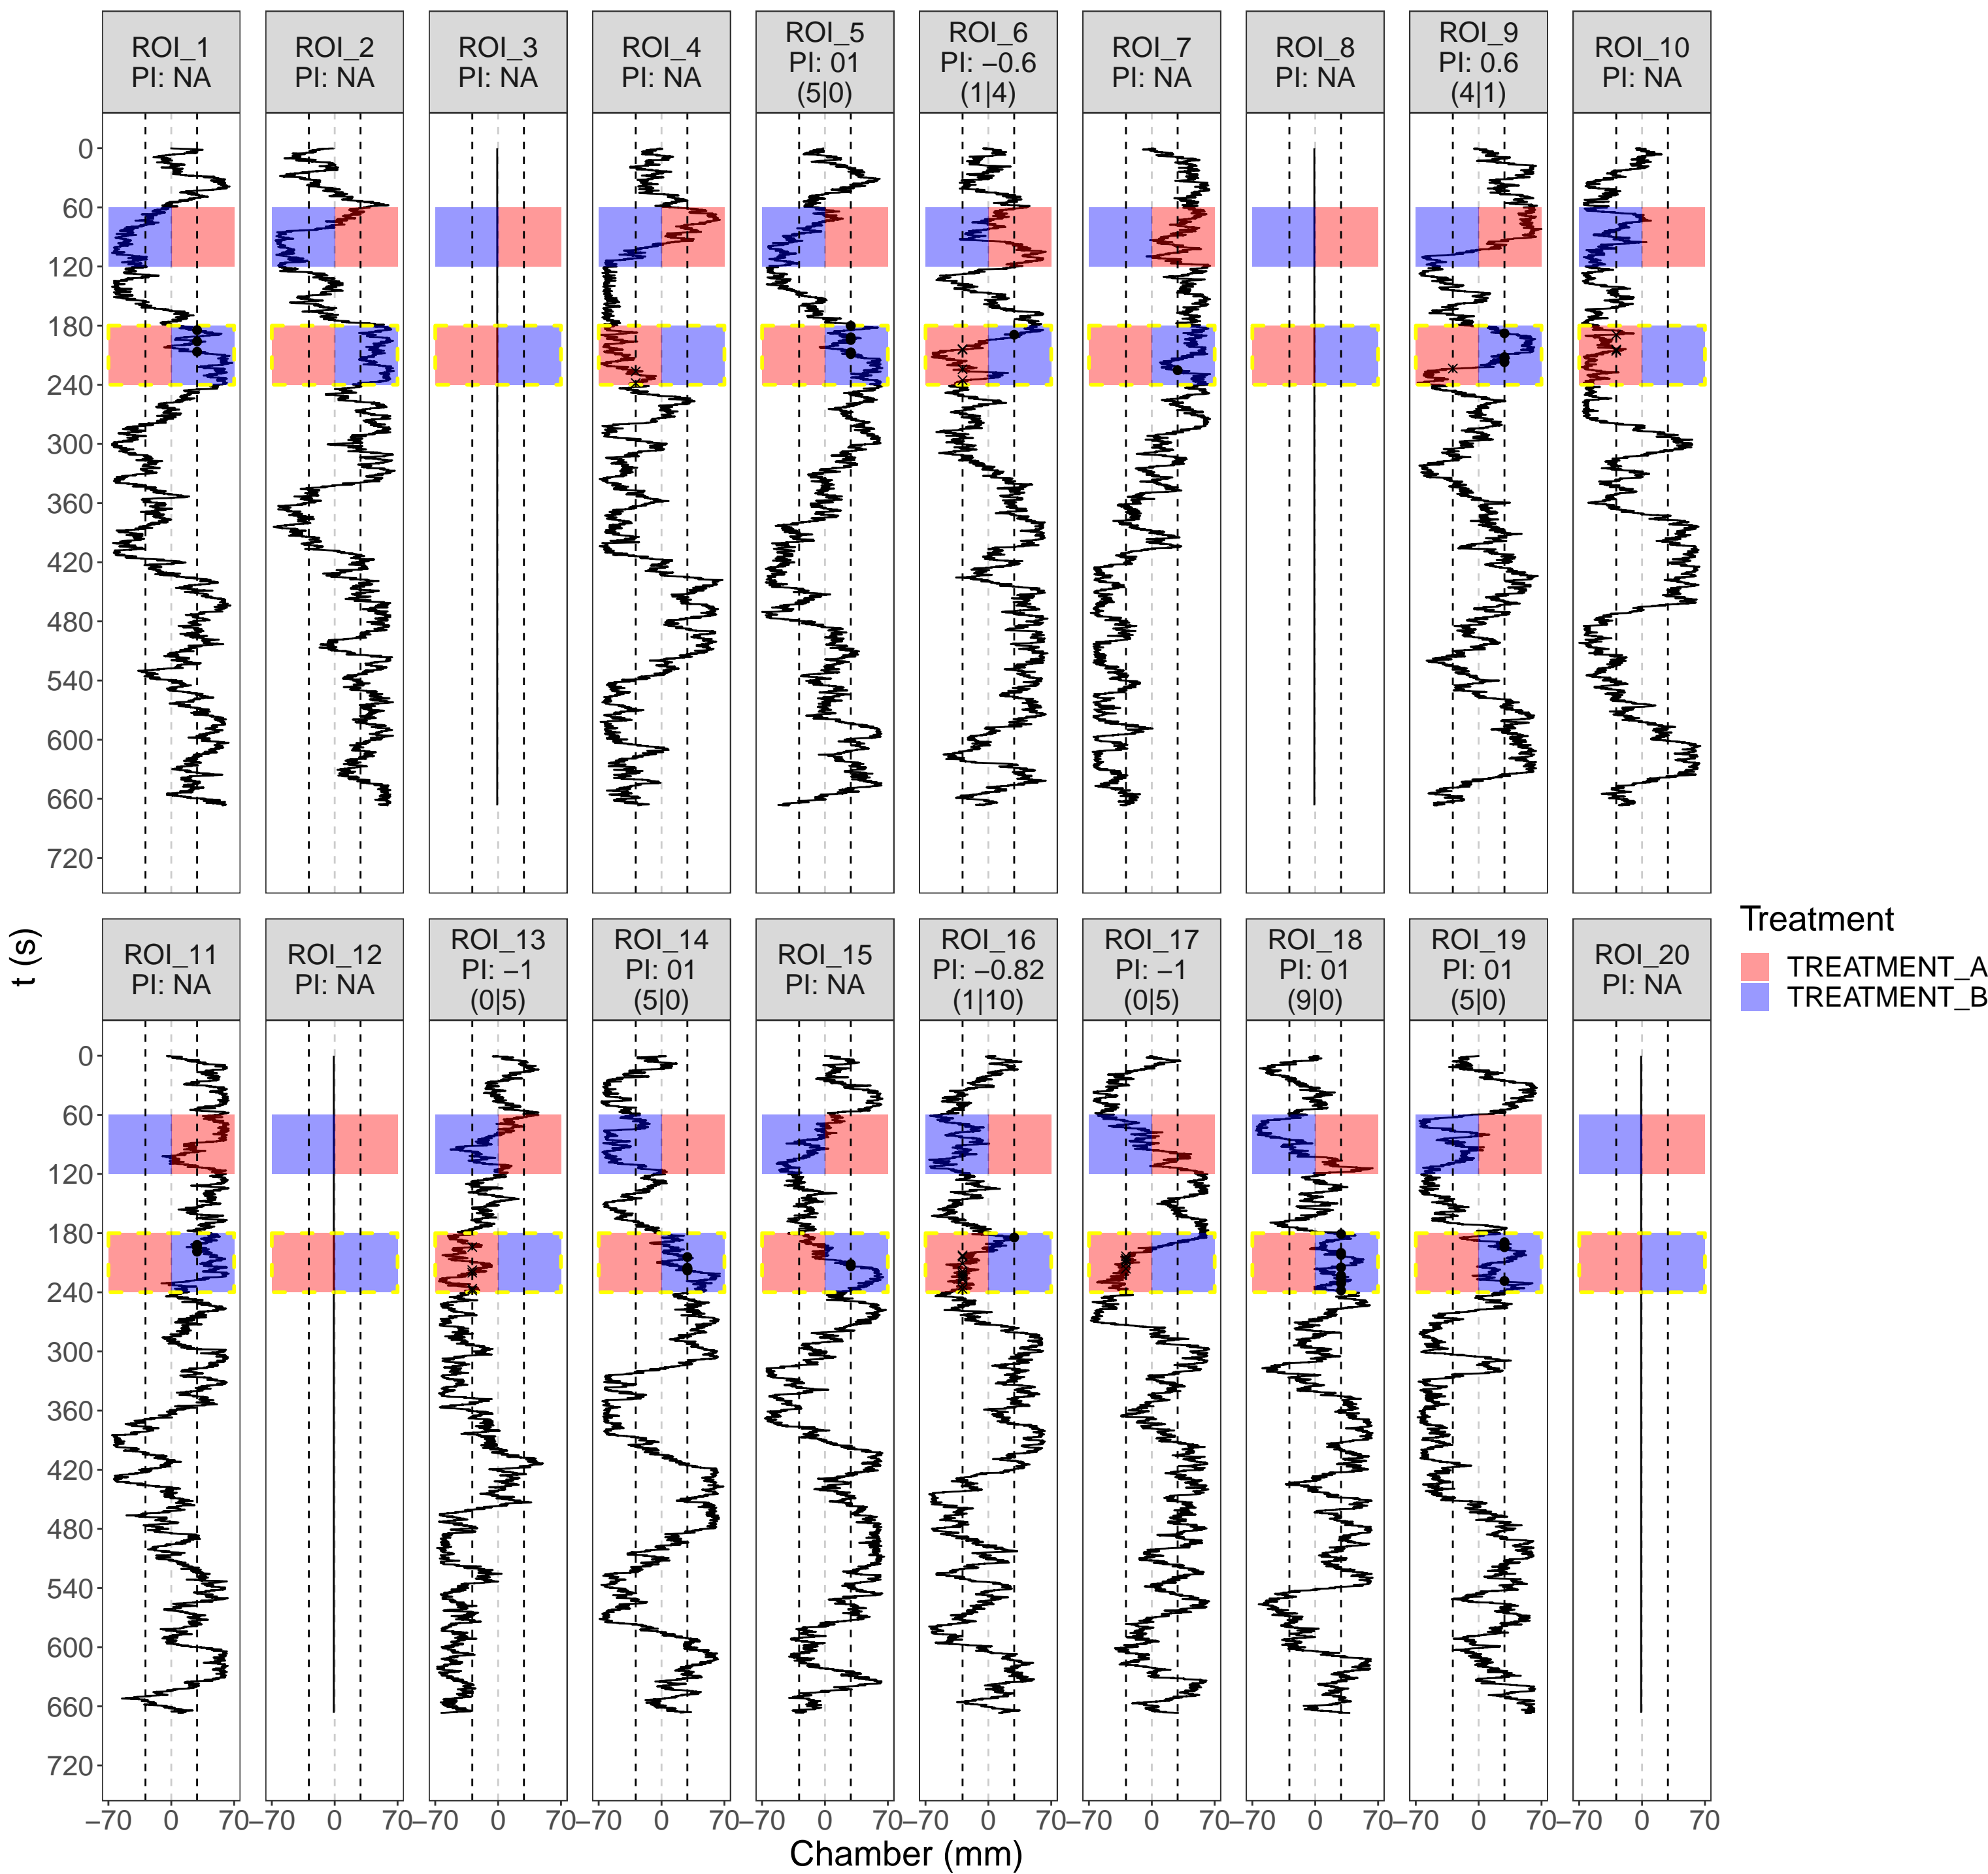 ROI_1
PI: NA
ROI_2
PI: NA
ROI_3
PI: NA
ROI_4
PI: NA
ROI_5
PI: 01
(5|0)
ROI_6
PI: −0.6
(1|4)
ROI_7
PI: NA
ROI_8
PI: NA
ROI_9
PI: 0.6
(4|1)
ROI_10
PI: NA
0
60
120
180
240
300
360
420
480
540
600
660
720
t (s)
ROI_11
PI: NA
ROI_12
PI: NA
ROI_13
PI: −1
(0|5)
ROI_14
PI: 01
(5|0)
ROI_15
PI: NA
ROI_16
PI: −0.82
(1|10)
ROI_17
PI: −1
(0|5)
ROI_18
PI: 01
(9|0)
ROI_19
PI: 01
(5|0)
ROI_20
PI: NA
0
60
120
180
240
300
360
420
480
540
600
660
720
−70 0 70 −70 0 70 −70 0 70 −70 0 70 −70 0 70 −70 0 70 −70 0 70 −70 0 70 −70 0 70 −70 0 70
Chamber (mm)
Treatment
TREATMENT_A
TREATMENT_B